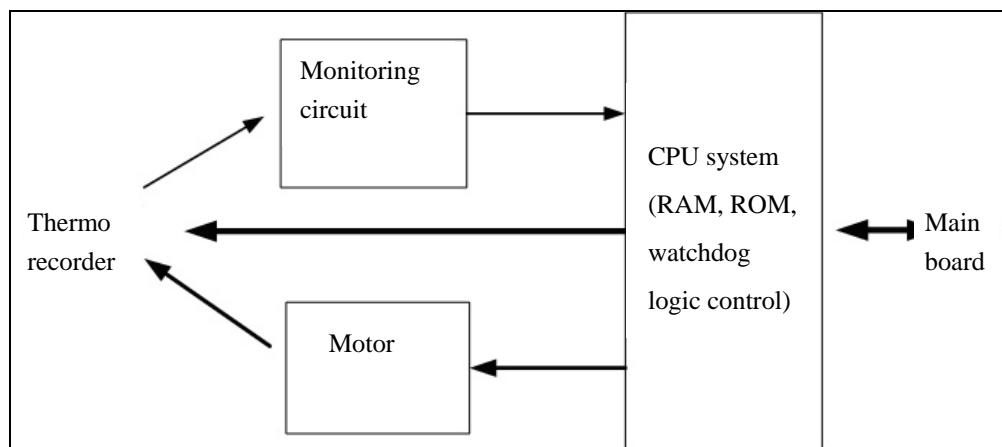 Monitoring
circuit
CPU system
(RAM, ROM,
watchdog
logic control)
Thermo
recorder
Main
board
Motor